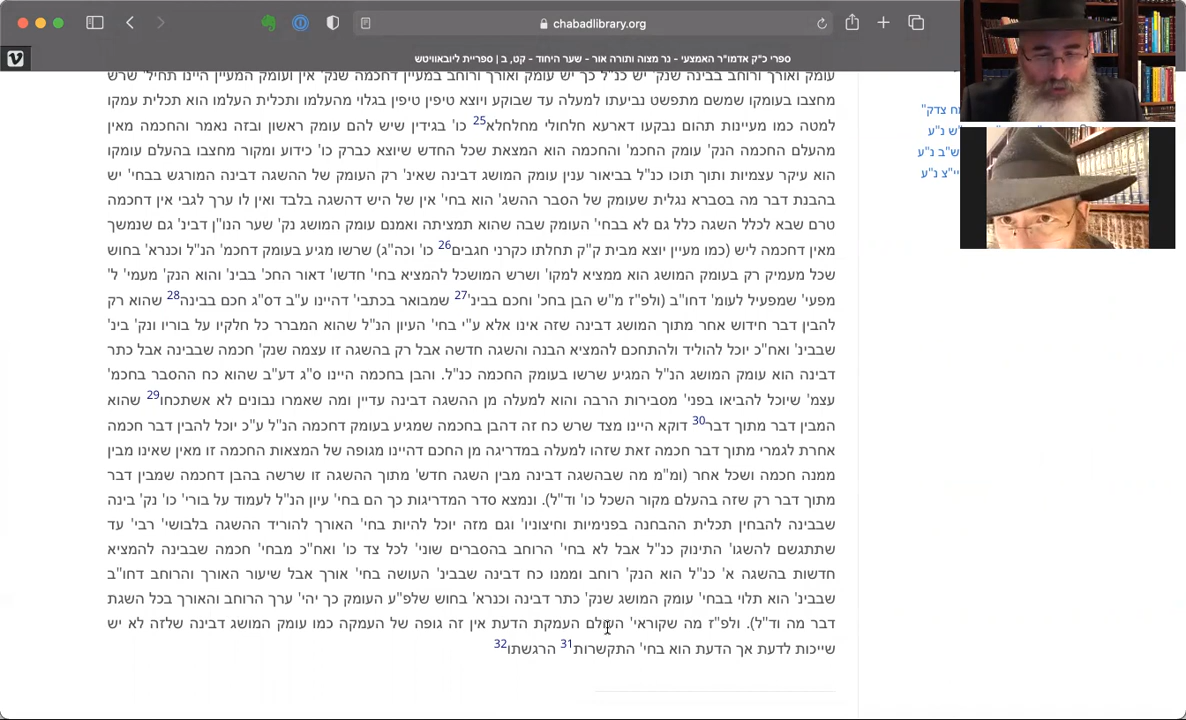 chabadlibrary.org
ספרי כ"ק אדמו"ר האמצעי - נר מצוה ותורה אור - שער היחוד - קט, ב | ספריית ליובאוויטש
עומק ואורך ורוחב בבינה שנק' יש כנ"ל כך יש עומק ואורך ורוחב במעיין דחכמה שנק' אין ועומק המעיין היינו תחיל' שרש
מחצבו בעומקו שמשם מתפשט נביעתו למעלה עד שבוקע ויוצא טיפין טיפין בגלוי מהעלמו ותכלית העלמו הוא תכלית עמקו
למטה כמו מעיינות תהום נבקעו דארעא חלחולי מחלחלא25 כו' בגידין שיש להם עומק ראשון ובזה נאמר והחכמה מאין
מהעלם החכמה הנק' עומק החכמ' והחכמה הוא המצאת שכל החדש שיוצא כברק כו' כידוע ומקור מחצבו בהעלם עומקו
הוא עיקר עצמיות ותוך תוכו כנ"ל בביאור ענין עומק המושג דבינה שאינ' רק העומק של ההשגה דבינה המורגש בבחי' יש
בהבנת דבר מה בסברא נגלית שעומק של הסבר ההשג' הוא בחי' אין של היש דהשגה בלבד ואין לו ערך לגבי אין דחכמה
טרם שבא לכלל השגה כלל גם לא בבחי' העומק שבה שהוא תמציתה ואמנם עומק המושג נק' שער הנו"ן דבינ' גם שנמשך
מאין דחכמה ליש (כמו מעיין יוצא מבית ק"ק תחלתו כקרני חגבים26 כו' וכה"ג) שרשו מגיע בעומק דחכמ' הנ"ל וכנרא' בחוש
שכל מעמיק רק בעומק המושג הוא ממציא למקו' ושרש המושכל להמציא בחי' חדשו' דאור החכ' בבינ' והוא הנק' מעמי' ל'
מפעי' שמפעיל לעומ' דחו"ב (ולפ"ז מ"ש הבן בחכ' וחכם בבינ'27 שמבואר בכתבי' דהיינו ע"ב דס"ג חכם בבינה28 שהוא רק
להבין דבר חידוש אחר מתוך המושג דבינה שזה אינו אלא ע"י בחי' העיון הנ"ל שהוא המברר כל חלקיו על בוריו ונק' בינ'
שבבינ' ואח"כ יוכל להוליד ולהתחכם להמציא הבנה והשגה חדשה אבל רק בהשגה זו עצמה שנק' חכמה שבבינה אבל כתר
דבינה הוא עומק המושג הנ"ל המגיע שרשו בעומק החכמה כנ"ל. והבן בחכמה היינו ס"ג דע"ב שהוא כח ההסבר בחכמ'
עצמ' שיוכל להביאו בפני' מסבירות הרבה והוא למעלה מן ההשגה דבינה עדיין ומה שאמרו נבונים לא אשתכחו29 שהוא
המבין דבר מתוך דבר30 דוקא היינו מצד שרש כח זה דהבן בחכמה שמגיע בעומק דחכמה הנ"ל ע"כ יוכל להבין דבר חכמה
אחרת לגמרי מתוך דבר חכמה זאת שזהו למעלה במדריגה מן החכם דהיינו מגופה של המצאות החכמה זו מאין שאינו מבין
ממנה חכמה ושכל אחר (ומ"מ מה שבהשגה דבינה מבין השגה חדש' מתוך ההשגה זו שרשה בהבן דחכמה שמבין דבר
מתוך דבר רק שזה בהעלם מקור השכל כו' וד"ל). ונמצא סדר המדריגות כך הם בחי' עיון הנ"ל לעמוד על בורי' כו' נק' בינה
שבבינה להבחין תכלית ההבחנה בפנימיות וחיצוניו' וגם מזה יוכל להיות בחי' האורך להוריד ההשגה בלבושי' רבי' עד
שתתגשם להשגו' התינוק כנ"ל אבל לא בחי' הרוחב בהסברים שוני' לכל צד כו' ואח"כ מבחי' חכמה שבבינה להמציא
חדשות בהשגה א' כנ"ל הוא הנק' רוחב וממנו כח דבינה שבבינ' העושה בחי' אורך אבל שיעור האורך והרוחב דחו"ב
שבבינ' הוא תלוי בבחי' עומק המושג שנק' כתר דבינה וכנרא' בחוש שלפ"ע העומק כך יהי' ערך הרוחב והאורך בכל השגת
דבר מה וד"ל). ולפ"ז מה שקוראי' העולם העמקת הדעת אין זה גופה של העמקה כמו עומק המושג דבינה שלזה לא יש
שייכות לדעת אך הדעת הוא בחי' התקשרות31 הרגשתו32
מח צדק"
ש" נ"ע
ש"ב נ"ע
יי"צ נ"ע